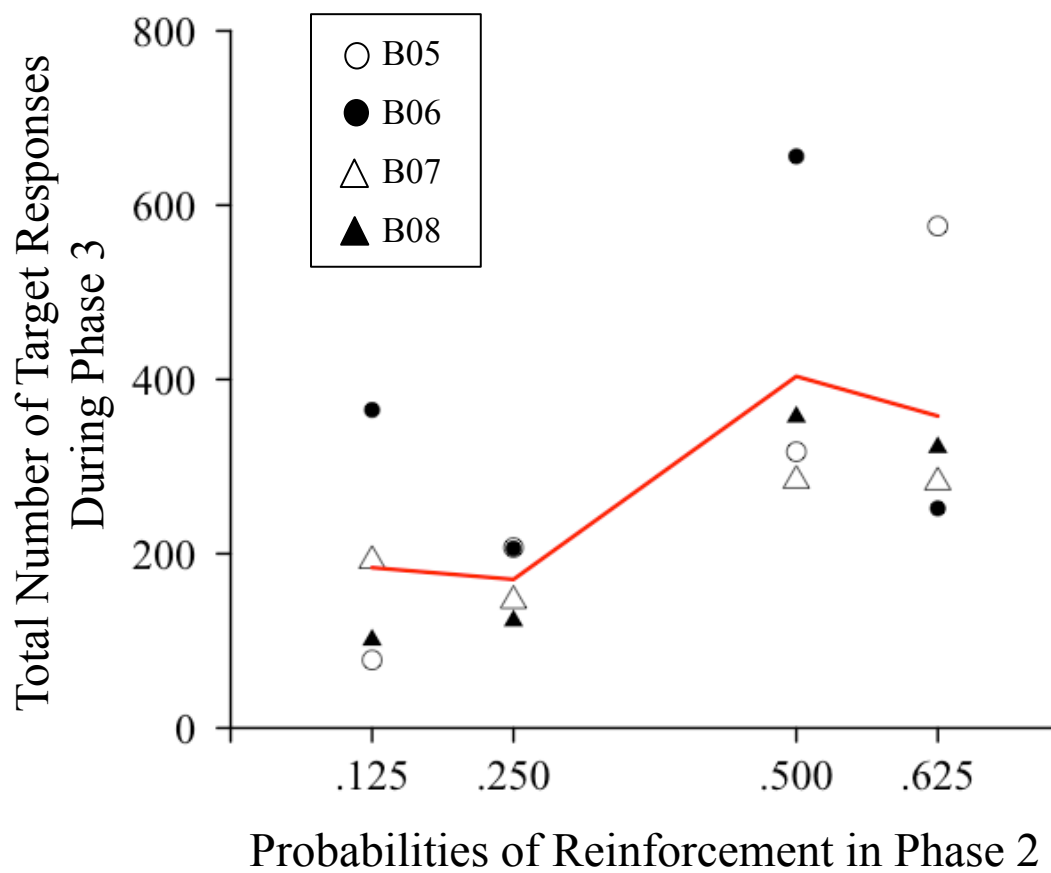 Total Number of Target Responses
During Phase 3
800
600
400
200
0
B05
B06
B07
B08
.125
.250
.500
.625
Probabilities of Reinforcement in Phase 2